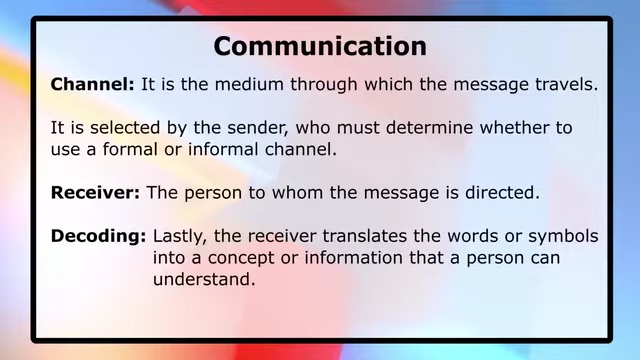 Communication
Channel: It is the medium through which the message travels.
It is selected by the sender, who must determine whether to
use a formal or informal channel.
Receiver: The person to whom the message is directed.
Decoding: Lastly, the receiver translates the words or symbols
into a concept or information that a person can
understand.